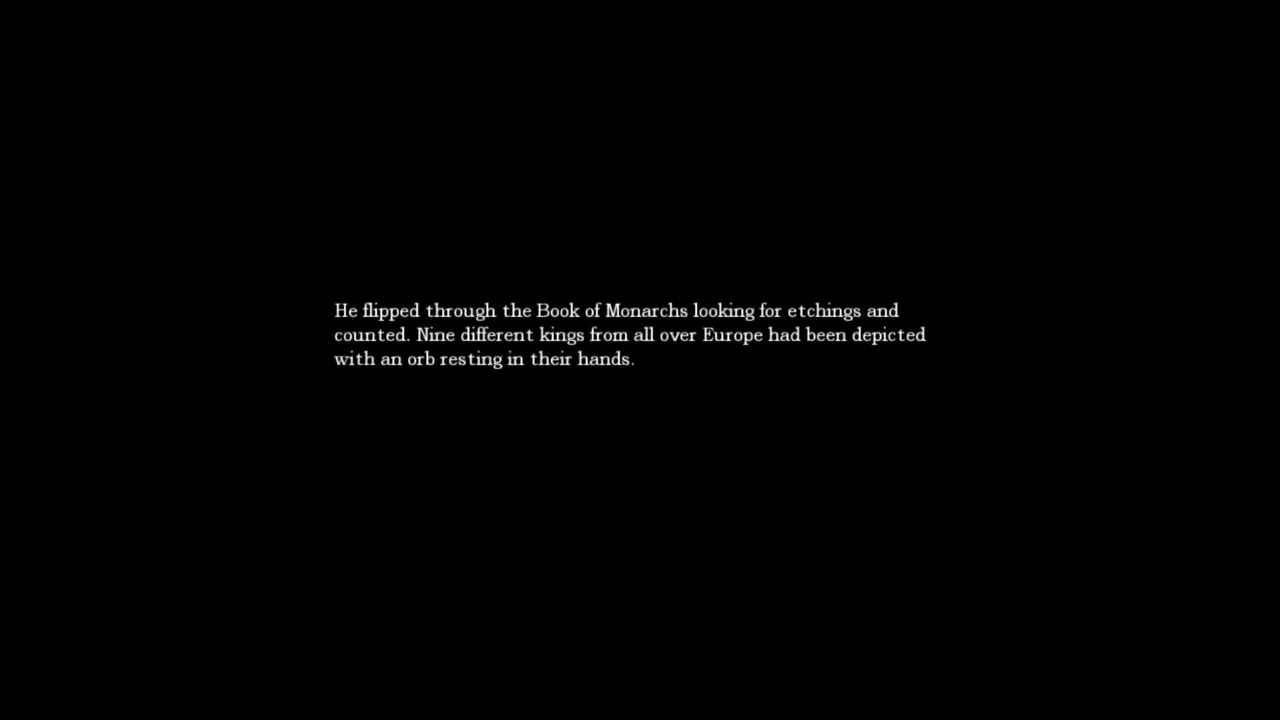 He flipped through the Book of Monarchs looking for etchings and
counted. Nine different kings from all over Europe had been depicted
with an orb resting in their hands.